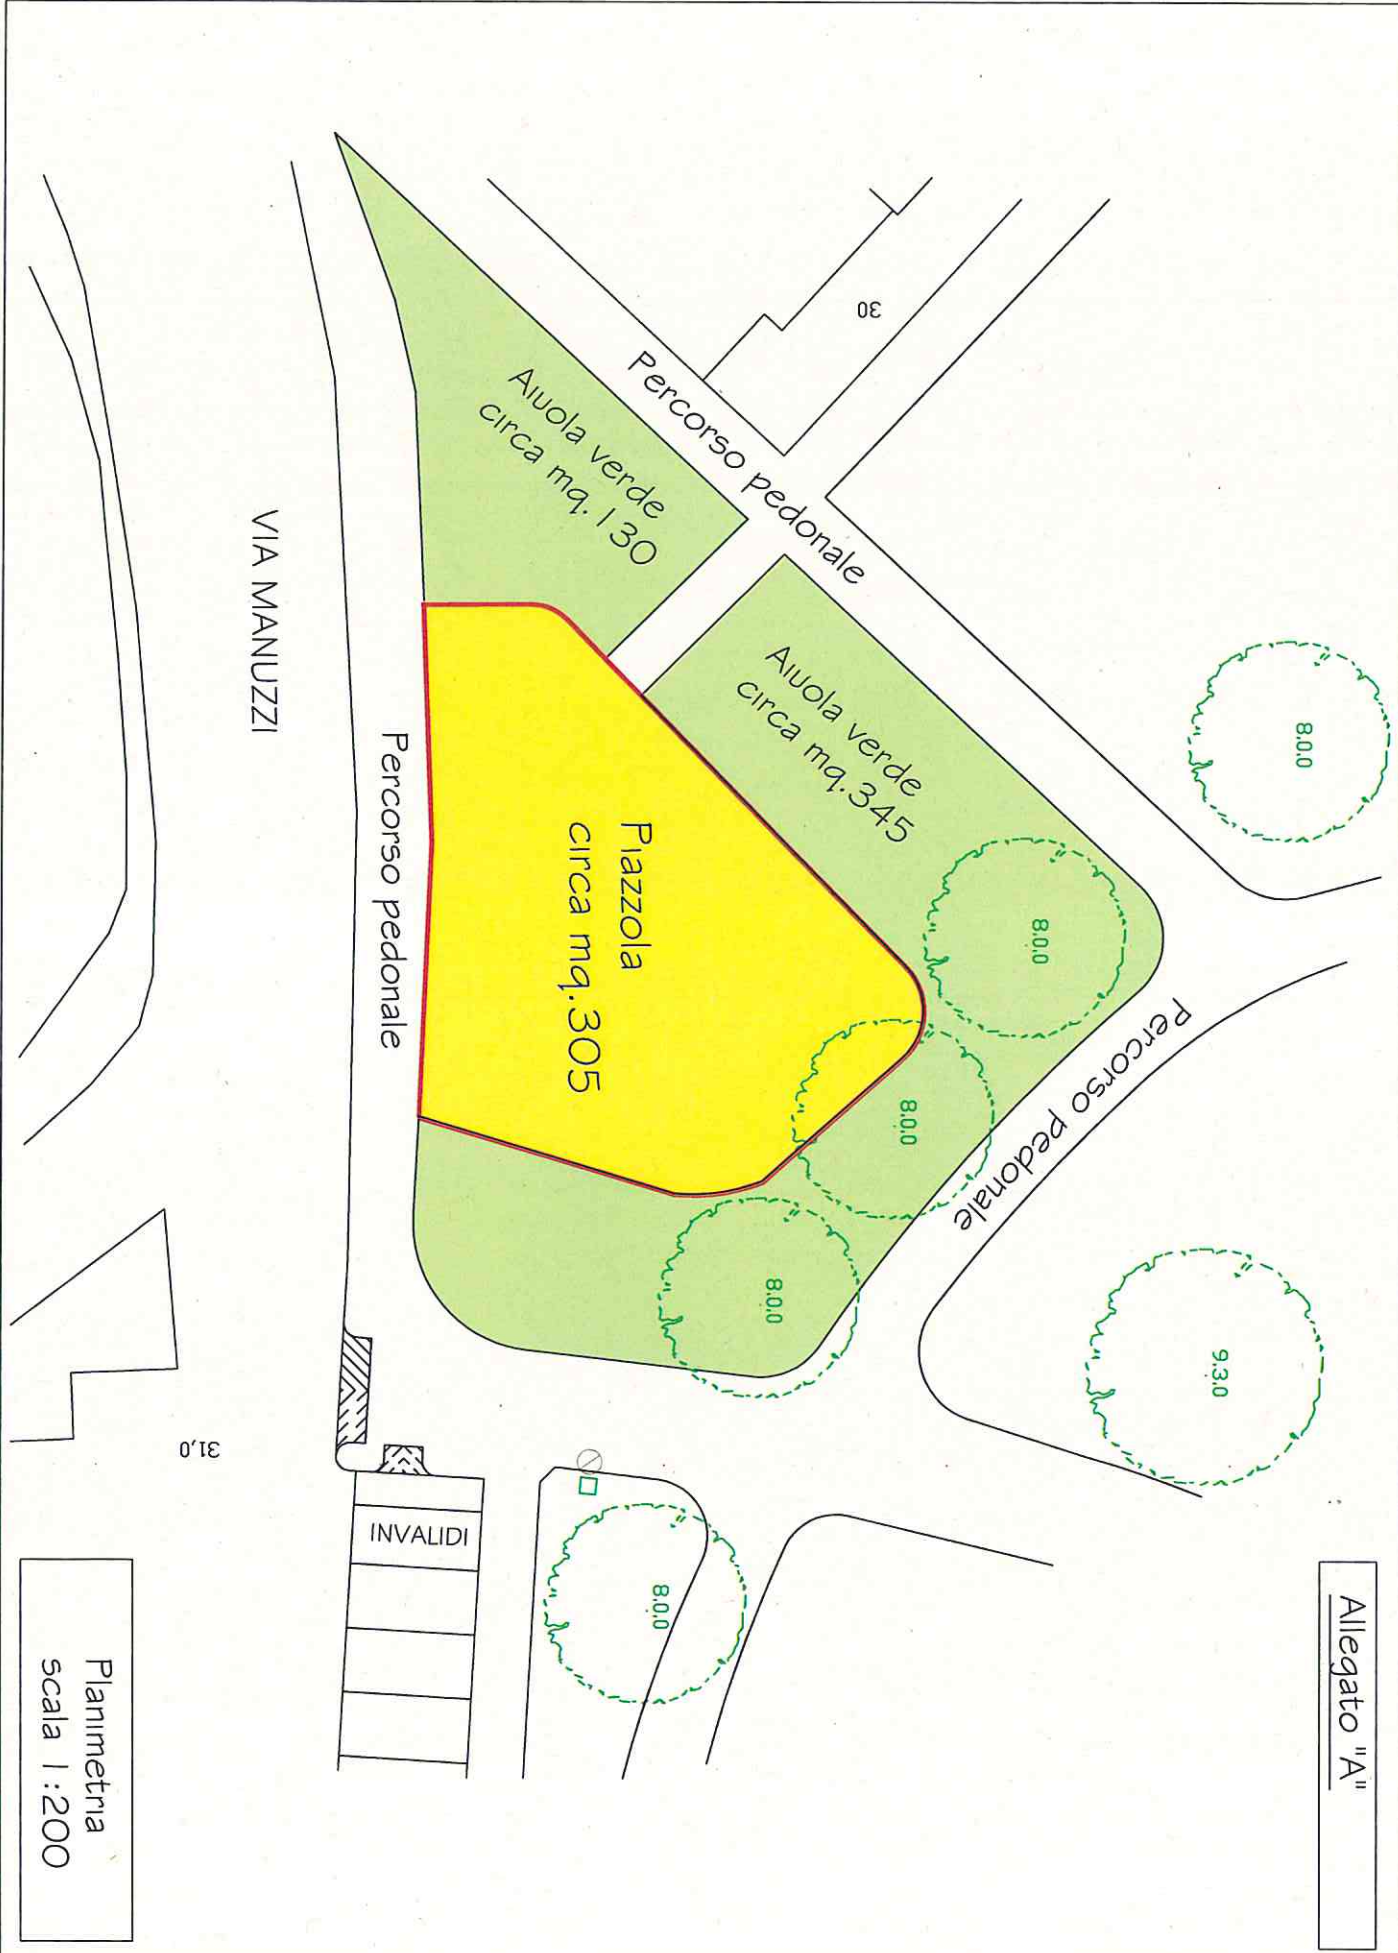 Allegato "A"
8.0.0
9.3.0
8.0.0
8.0.0
8.0.0
8.0.0
30
Percorso pedonale
Percorso pedonale
Aiuola verde
circa mq.345
Aiuola verde
circa mq. 130
Piazzola
circa mq.305
Percorso pedonale
INVALIDI
VIA MANUZZI
31,0
Planimetria
scala 1:200